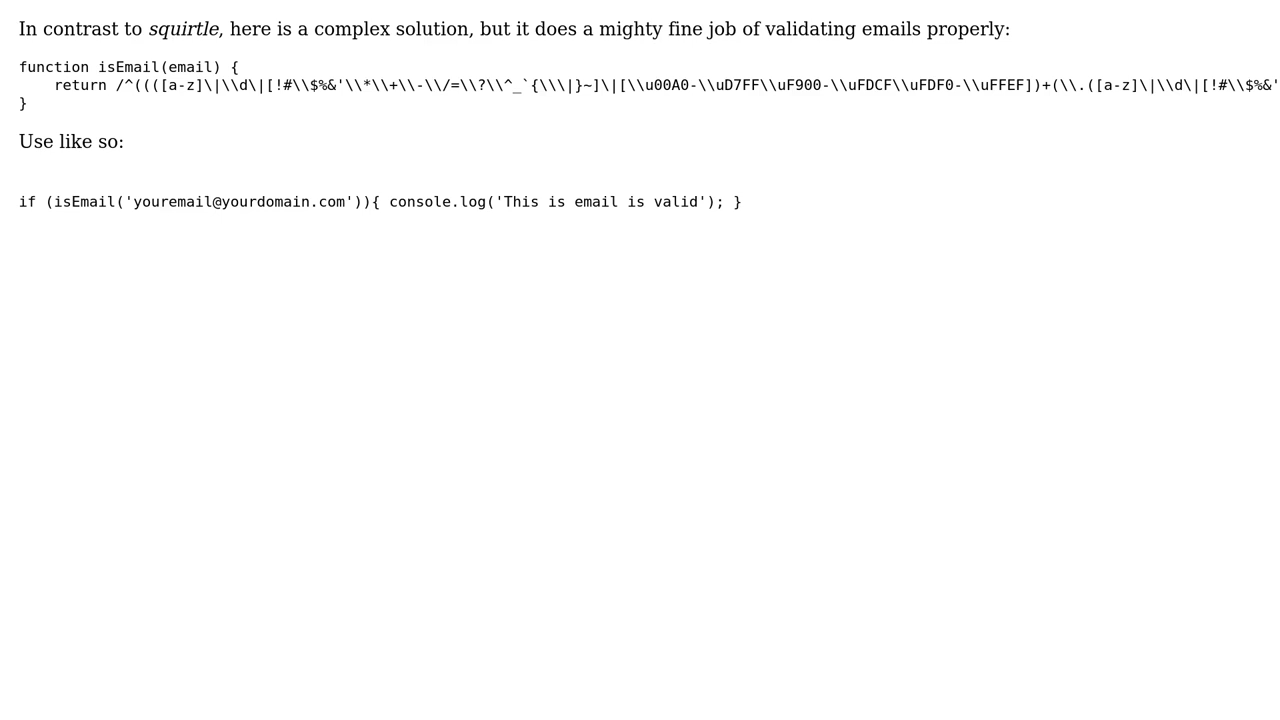 In contrast to squirtle, here is a complex solution, but it does a mighty fine job of validating emails properly:
function isEmail(email) {
    return /^((([a-z]\|\\d\|[!#\\$%&'\\*\\+\\-\\/=\\?\\^_`{\\\|}~]\|[\\u00A0-\\uD7FF\\uF900-\\uFDCF\\uFDF0-\\uFFEF])+(\\.([a-z]\|\\d\|[!#\\$%&'
}
Use like so:
if (isEmail('youremail@yourdomain.com')){ console.log('This is email is valid'); }